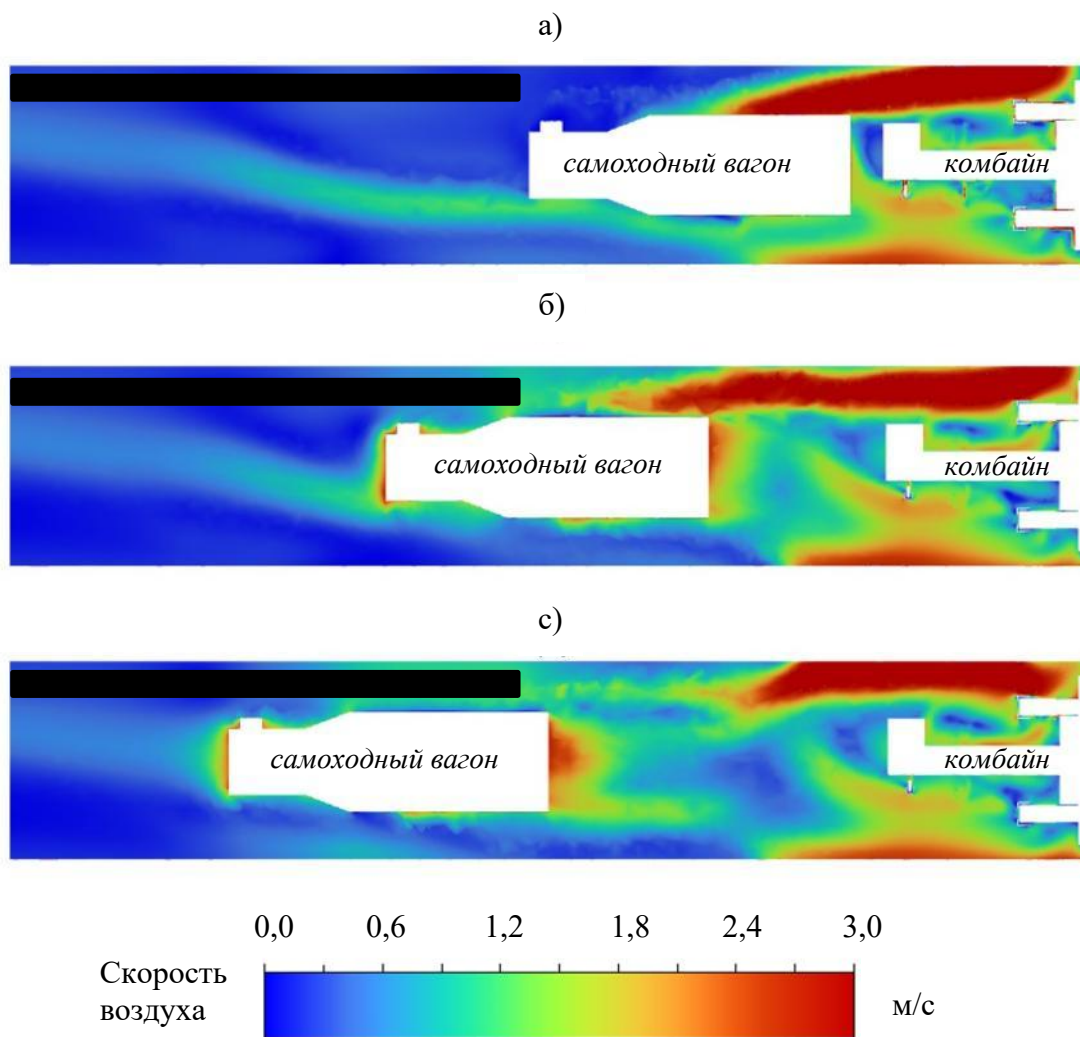 а)
самоходный вагон
комбайн
б)
самоходный вагон
комбайн
с)
самоходный вагон
комбайн
0,0 0,6 1,2 1,8 2,4 3,0
Скорость
воздуха
м/с